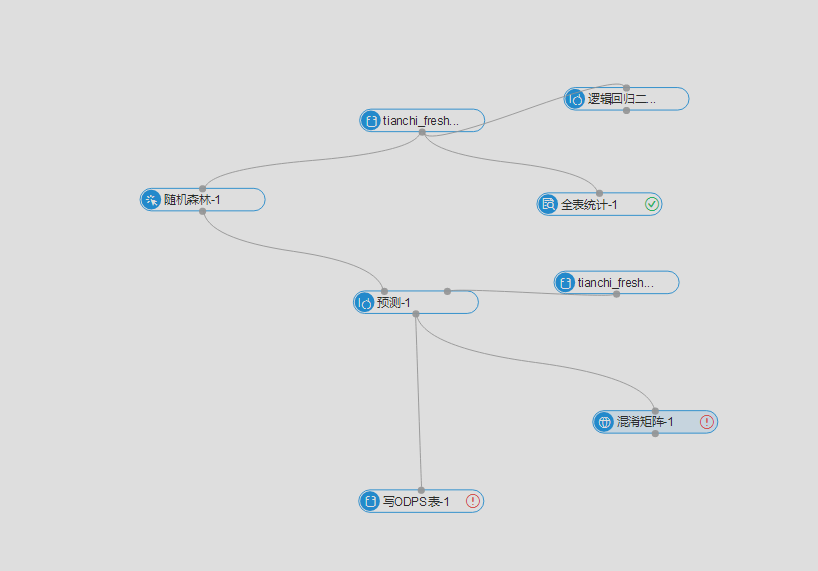 逻辑回归二...
tianchi_fresh...
随机森林-1
全表统计-1
tianchi_fresh...
预测-1
混淆矩阵-1
写ODPS表-1